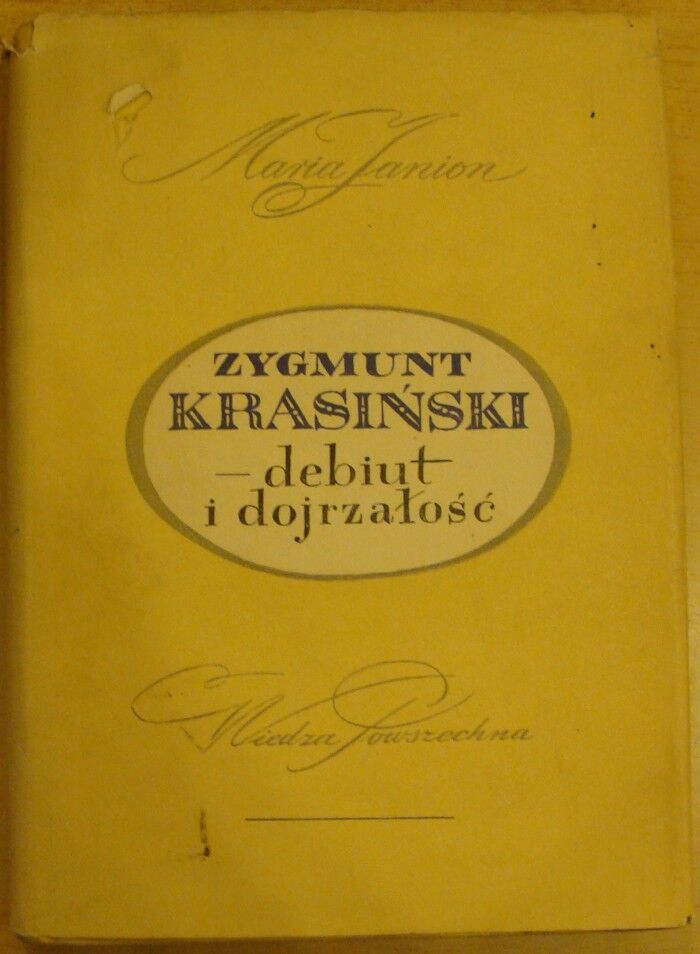 Maria Janion
ZYGMUNT
KRASIŃSKI
– debiut
i dojrzałość
Wiedza Powszechna